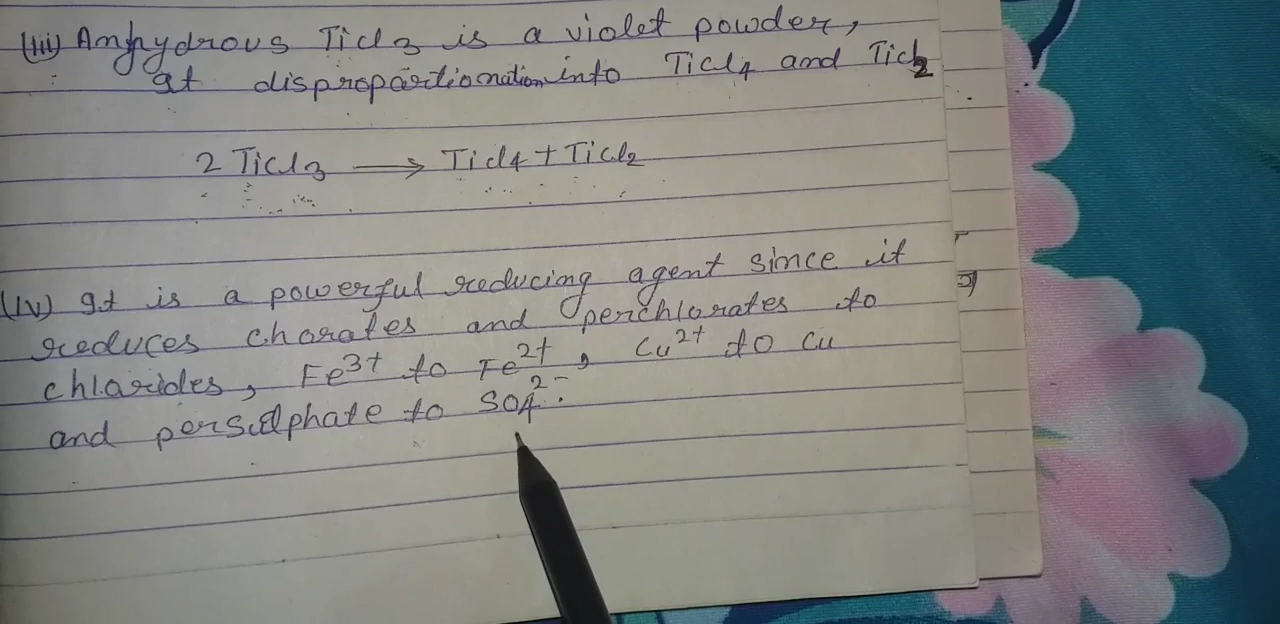 (iii) Anhydrous TiCl3 is a violet powder,
It disproportionation into TiCl4 and TiCl2
2 TiCl3 → TiCl4 + TiCl2
(iv) It is a powerful reducing agent since it
reduces chorates and perchlorates to
chlorides, Fe3+ to Fe2+, Cu2+ to Cu
and persulphate to SO4 2-.